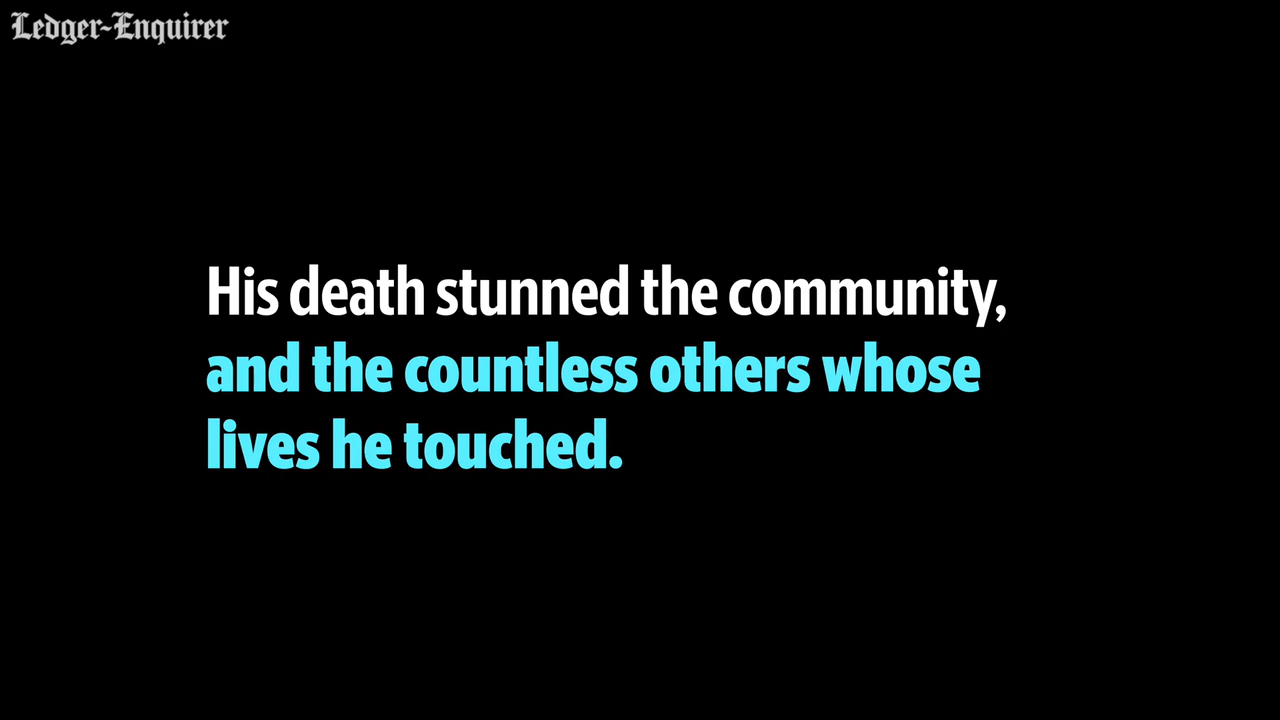 Ledger-Enquirer
His death stunned the community,
and the countless others whose
lives he touched.